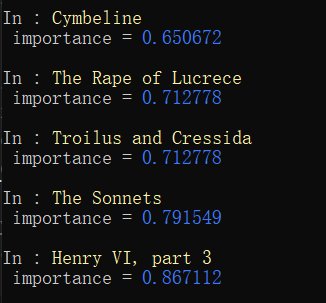 In : Cymbeline
importance = 0.650672
In : The Rape of Lucrece
importance = 0.712778
In : Troilus and Cressida
importance = 0.712778
In : The Sonnets
importance = 0.791549
In : Henry VI, part 3
importance = 0.867112